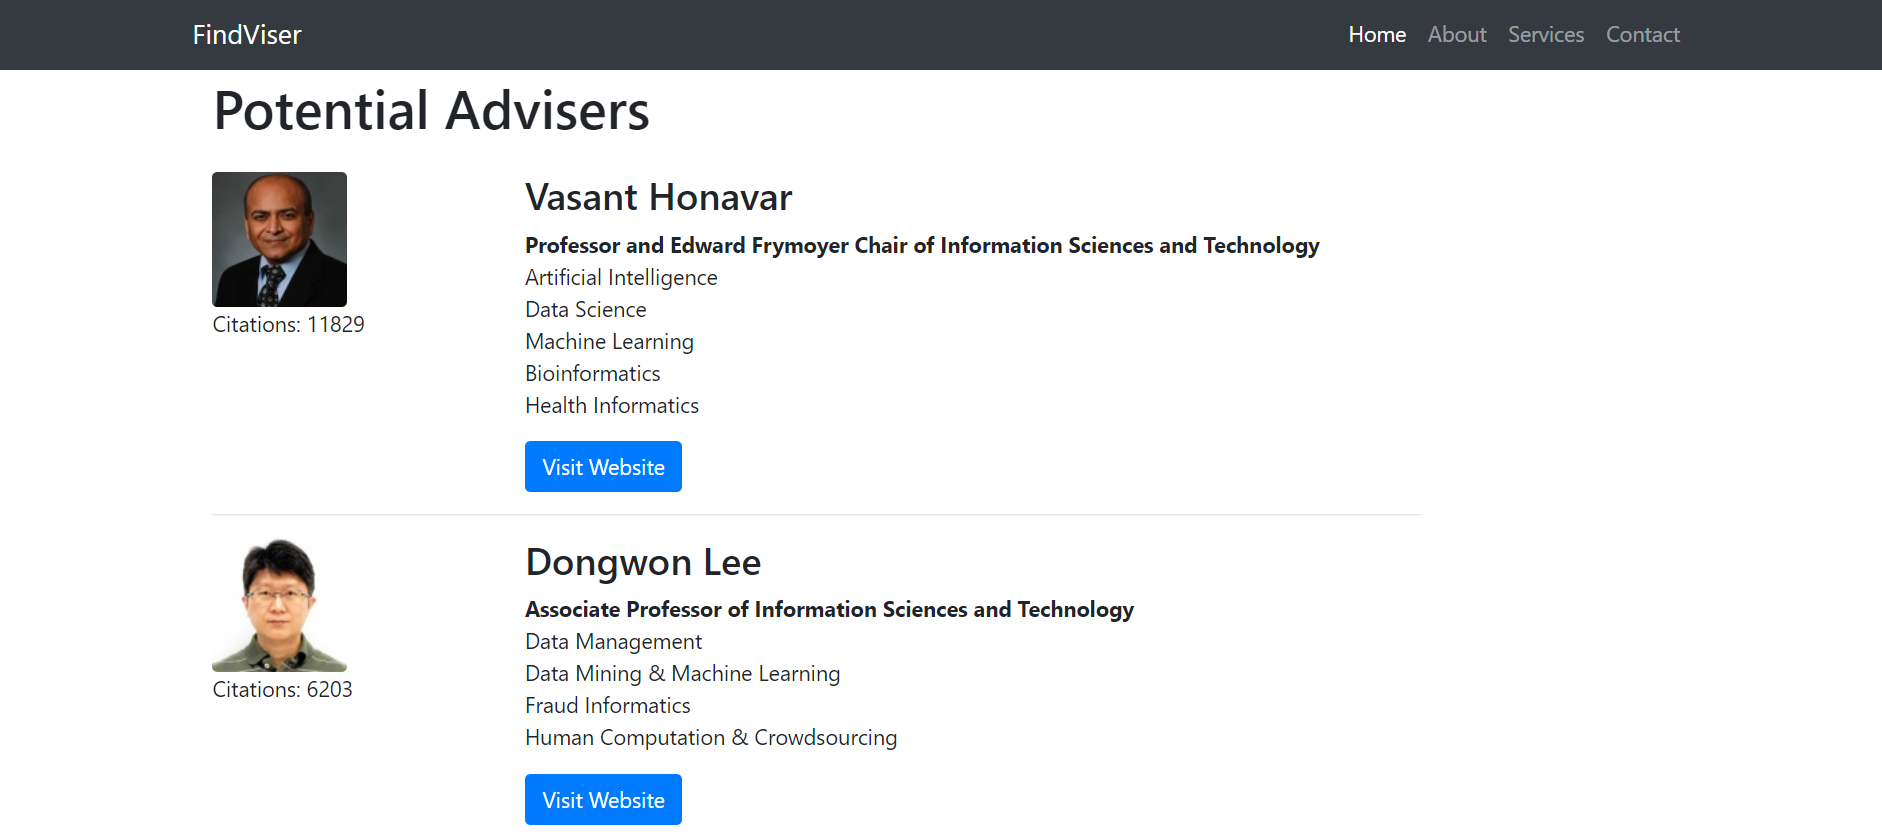 FindViser
Home About Services Contact
Potential Advisers
Citations: 11829
Vasant Honavar
Professor and Edward Frymoyer Chair of Information Sciences and Technology
Artificial Intelligence
Data Science
Machine Learning
Bioinformatics
Health Informatics
Visit Website
Citations: 6203
Dongwon Lee
Associate Professor of Information Sciences and Technology
Data Management
Data Mining & Machine Learning
Fraud Informatics
Human Computation & Crowdsourcing
Visit Website